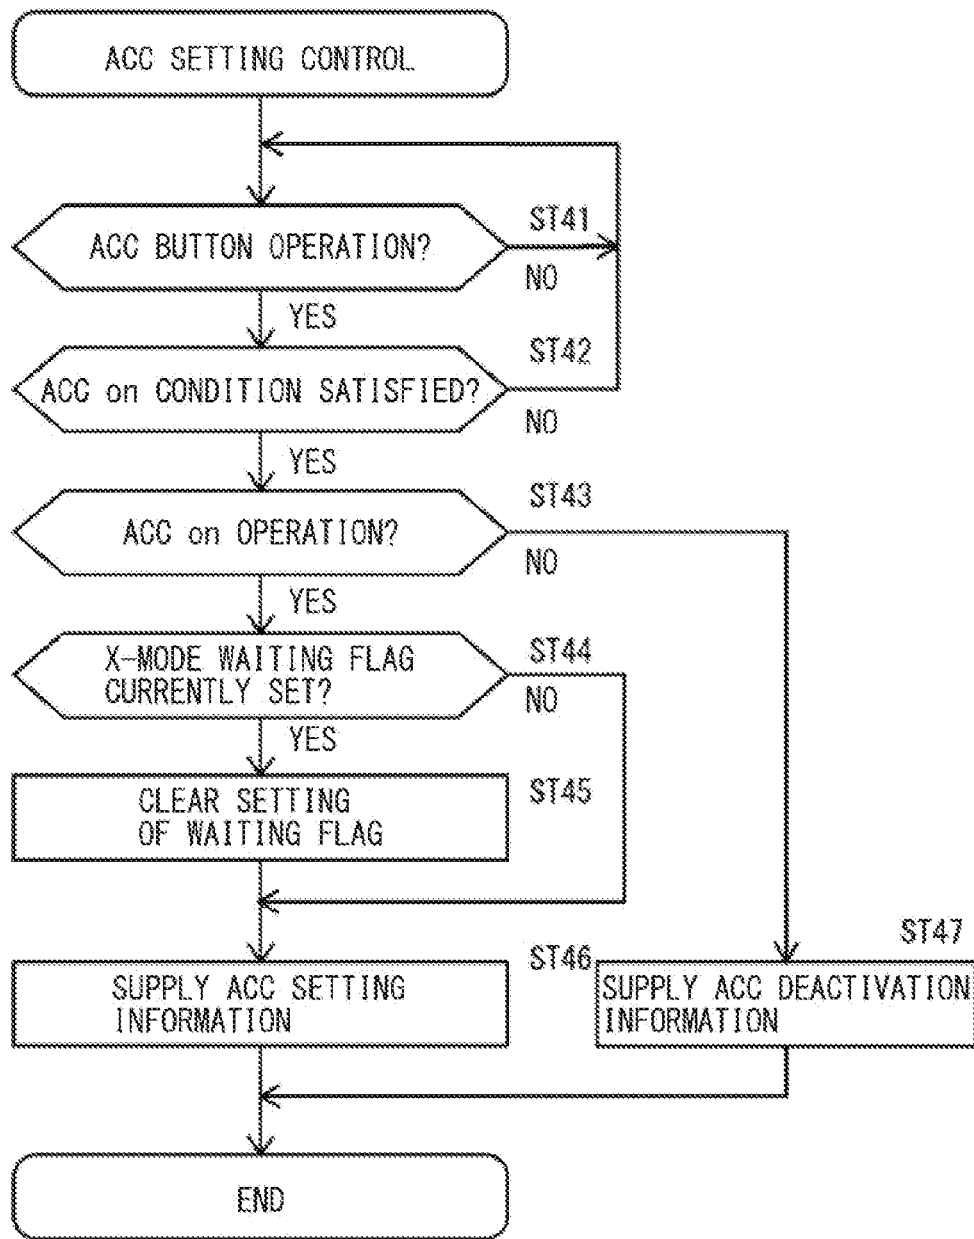 ACC SETTING CONTROL
ST41
ACC BUTTON OPERATION?
NO
YES
ST42
ACC on CONDITION SATISFIED?
NO
YES
ST43
ACC on OPERATION?
NO
YES
X-MODE WAITING FLAG
CURRENTLY SET?
ST44
NO
YES
CLEAR SETTING
OF WAITING FLAG
ST45
ST46
SUPPLY ACC SETTING
INFORMATION
ST47
SUPPLY ACC DEACTIVATION
INFORMATION
END